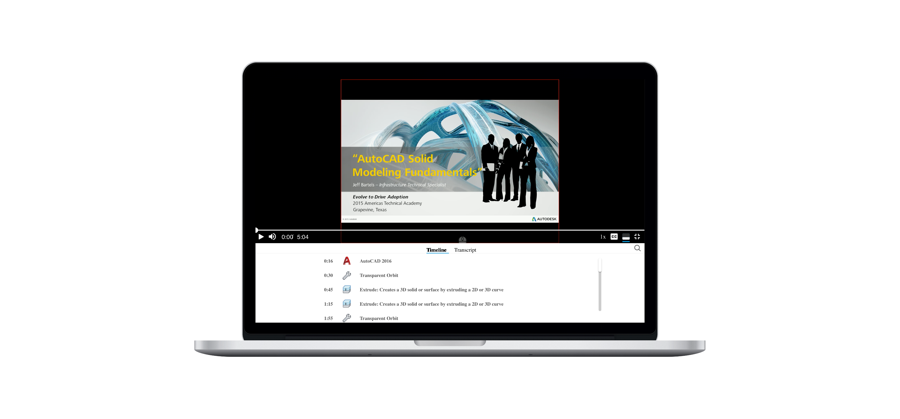 "AutoCAD Solid
Modeling Fundamentals"
Jeff Bartels – Infrastructure Technical Specialist
Evolve to Drive Adoption
2015 Americas Technical Academy
Grapevine, Texas
AUTODESK
0:00 5:04
1x
Timeline Transcript
0:16 AutoCAD 2016
0:30 Transparent Orbit
0:45 Extrude: Creates a 3D solid or surface by extruding a 2D or 3D curve
1:15 Extrude: Creates a 3D solid or surface by extruding a 2D or 3D curve
1:55 Transparent Orbit